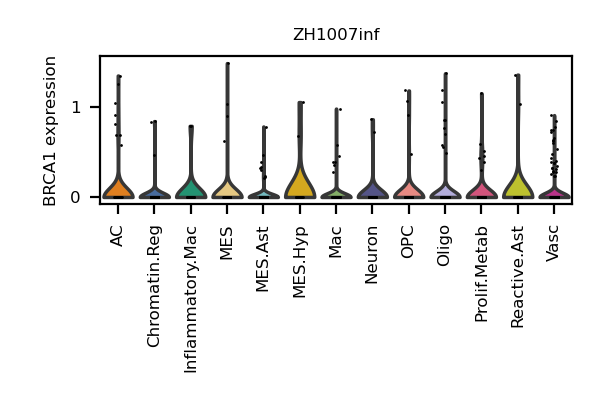 ZH1007inf
BRCA1 expression
1
0
AC
Chromatin.Reg
Inflammatory.Mac
MES
MES.Ast
MES.Hyp
Mac
Neuron
OPC
Oligo
Prolif.Metab
Reactive.Ast
Vasc